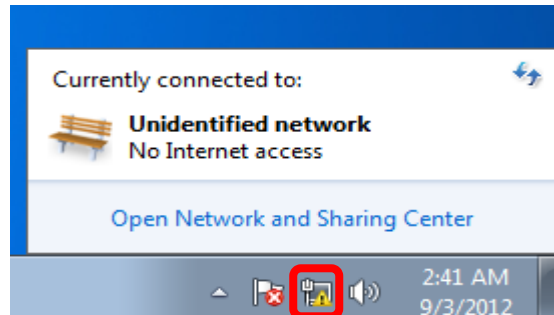 Currently connected to:
Unidentified network
No Internet access
Open Network and Sharing Center
2:41 AM
9/3/2012